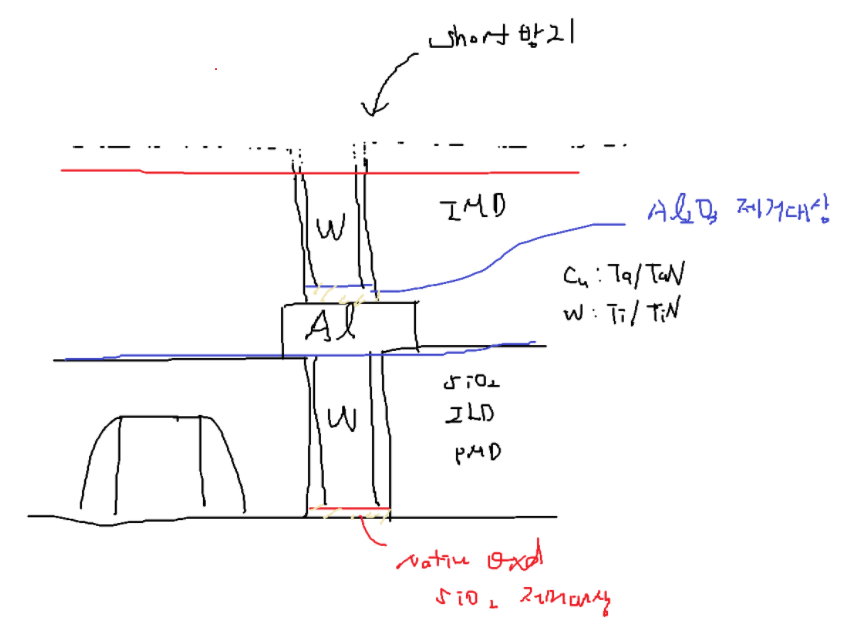 short 방지
IMD
Al2O3 제거대상
W
Cu : Ta/TaN
W : Ti/TiN
Al
SiO2
ILD
PMD
W
Native Oxd
SiO2 제거대상